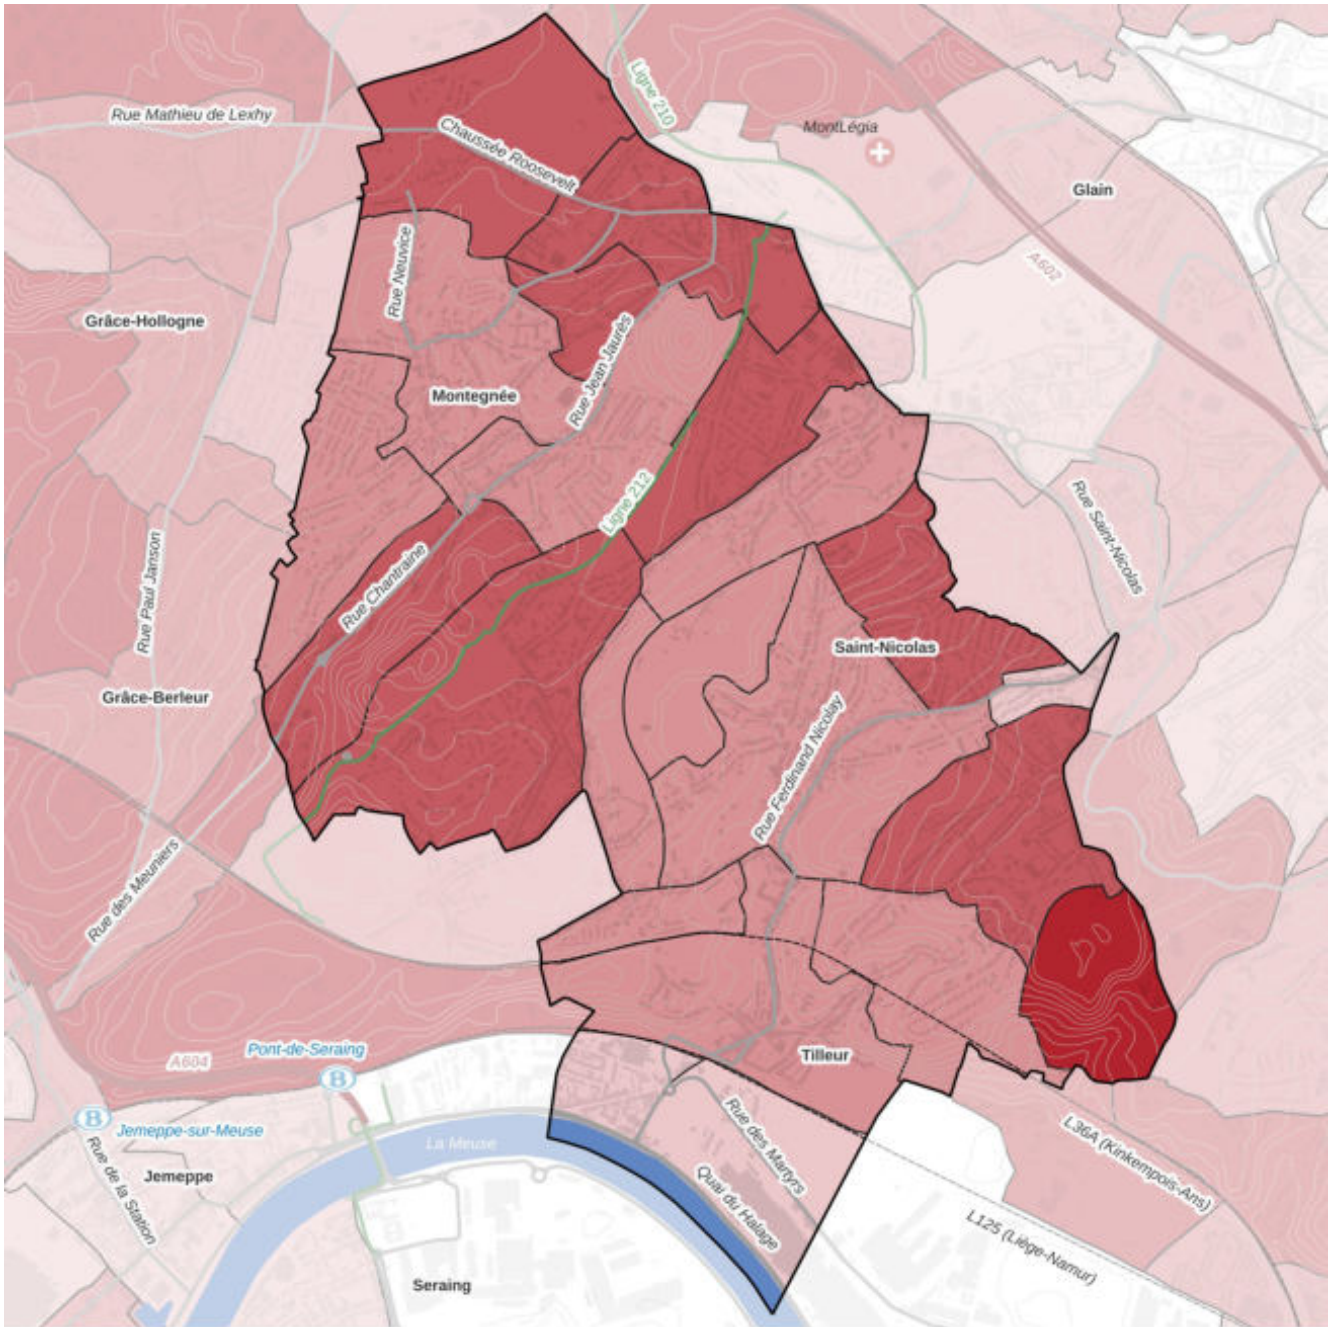 Ligne 210
Rue Mathieu de Lexhy
Chaussée Roosevelt
MontLégia
Glain
A602
Rue Neuvice
Grâce-Hollogne
Rue Jean Jaurès
Montegnée
Ligne 212
Rue Saint-Nicolas
Rue Paul Janson
Rue Chantraine
Saint-Nicolas
Grâce-Berleur
Rue Ferdinand Nicolay
Rue des Meuniers
A604
Pont-de-Seraing
B
Tilleur
B
Jemeppe-sur-Meuse
La Meuse
Rue des Martyrs
L36A (Kinkempois-Ans)
Jemeppe
Rue de la Station
Quai du Halage
L125 (Liège-Namur)
Seraing